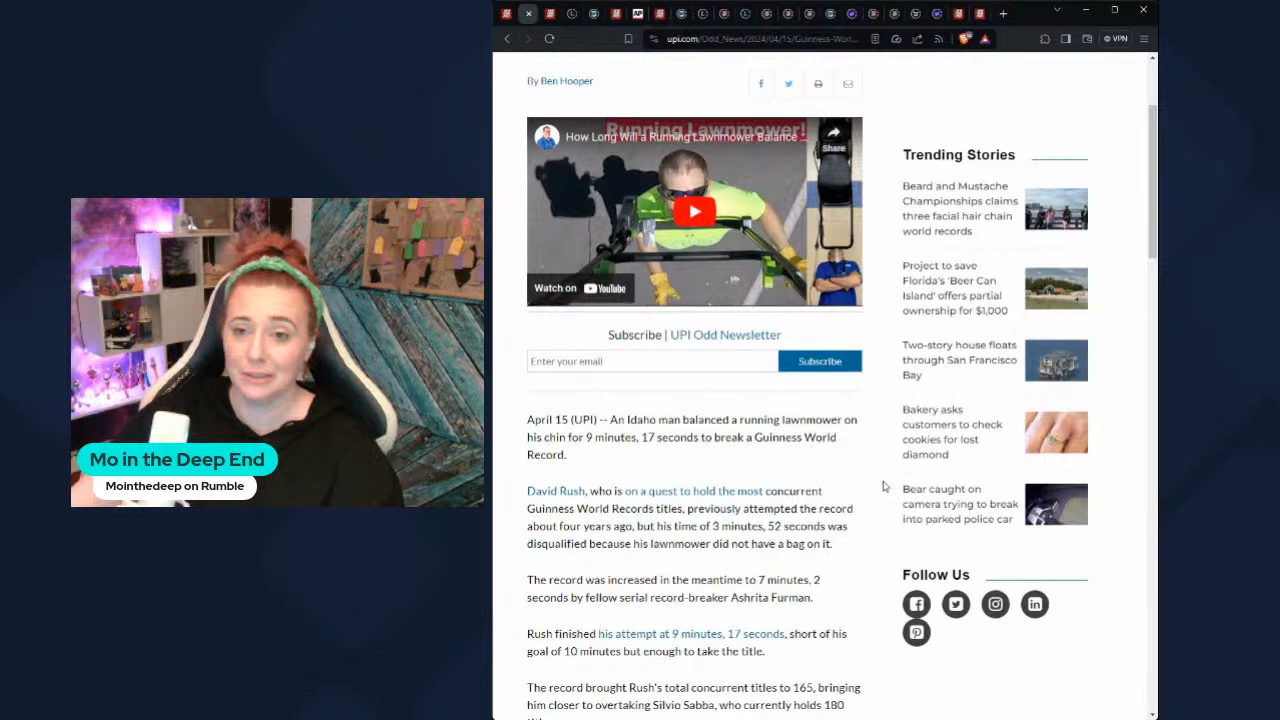 upi.com/Odd_News/2024/04/15/Guinness-Worl...
VPN
By Ben Hooper
Running Lawnmower!
How Long Will a Running Lawnmower Balance
Share
Watch on YouTube
Subscribe | UPI Odd Newsletter
Enter your email
Subscribe
April 15 (UPI) -- An Idaho man balanced a running lawnmower on
his chin for 9 minutes, 17 seconds to break a Guinness World
Record.
David Rush, who is on a quest to hold the most concurrent
Guinness World Records titles, previously attempted the record
about four years ago, but his time of 3 minutes, 52 seconds was
disqualified because his lawnmower did not have a bag on it.
The record was increased in the meantime to 7 minutes, 2
seconds by fellow serial record-breaker Ashrita Furman.
Rush finished his attempt at 9 minutes, 17 seconds, short of his
goal of 10 minutes but enough to take the title.
The record brought Rush's total concurrent titles to 165, bringing
him closer to overtaking Silvio Sabba, who currently holds 180
Trending Stories
Beard and Mustache
Championships claims
three facial hair chain
world records
Project to save
Florida's 'Beer Can
Island' offers partial
ownership for $1,000
Two-story house floats
through San Francisco
Bay
Bakery asks
customers to check
cookies for lost
diamond
Bear caught on
camera trying to break
into parked police car
Follow Us
Mo in the Deep End
Mointhedeep on Rumble